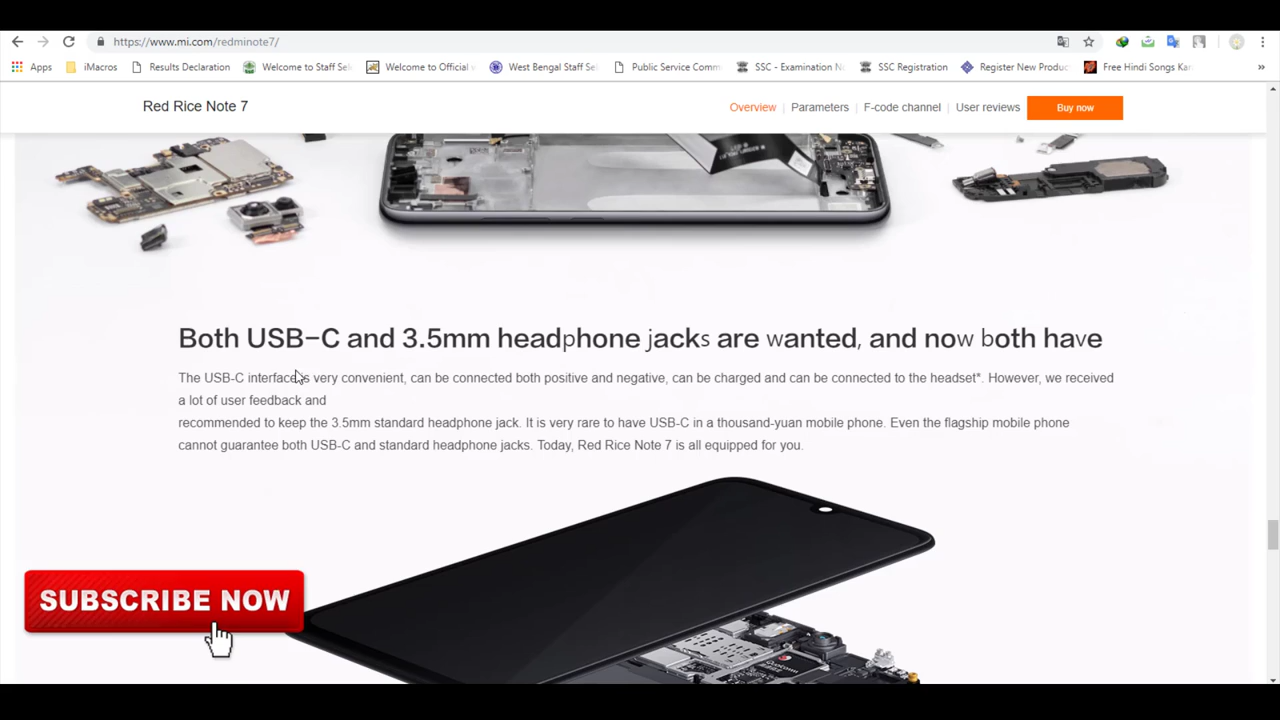 https://www.mi.com/redminote7/
Apps iMacros Results Declaration Welcome to Staff Sel Welcome to Official West Bengal Staff Se Public Service Comm SSC - Examination N SSC Registration Register New Produc Free Hindi Songs Kar »
Red Rice Note 7 Overview | Parameters | F-code channel | User reviews Buy now
Both USB-C and 3.5mm headphone jacks are wanted, and now both have
The USB-C interface is very convenient, can be connected both positive and negative, can be charged and can be connected to the headset*. However, we received
a lot of user feedback and
recommended to keep the 3.5mm standard headphone jack. It is very rare to have USB-C in a thousand-yuan mobile phone. Even the flagship mobile phone
cannot guarantee both USB-C and standard headphone jacks. Today, Red Rice Note 7 is all equipped for you.
SUBSCRIBE NOW
Qualcomm